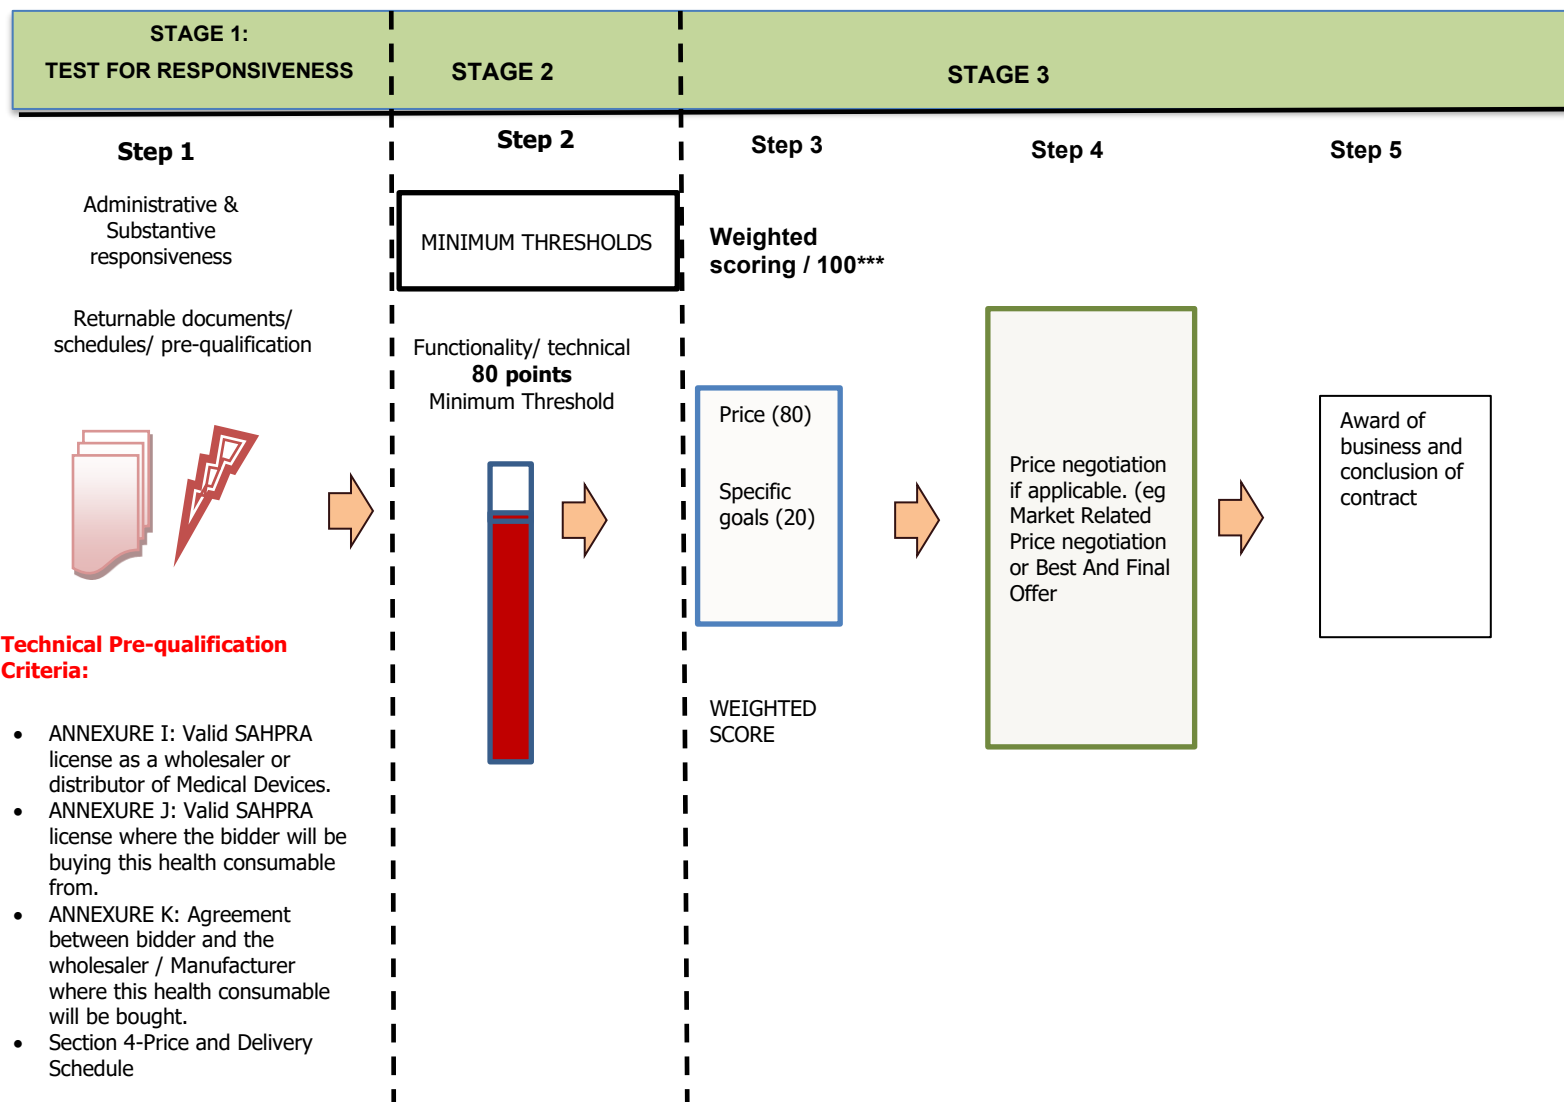 STAGE 1:
TEST FOR RESPONSIVENESS
STAGE 2
STAGE 3
Step 1
Administrative &
Substantive
responsiveness
Returnable documents/
schedules/ pre-qualification
Technical Pre-qualification
Criteria:
• ANNEXURE I: Valid SAHPRA
license as a wholesaler or
distributor of Medical Devices.
• ANNEXURE J: Valid SAHPRA
license where the bidder will be
buying this health consumable
from.
• ANNEXURE K: Agreement
between bidder and the
wholesaler / Manufacturer
where this health consumable
will be bought.
• Section 4-Price and Delivery
Schedule
Step 2
MINIMUM THRESHOLDS
Functionality/ technical
80 points
Minimum Threshold
Step 3
Weighted
scoring / 100***
Price (80)
Specific
goals (20)
WEIGHTED
SCORE
Step 4
Price negotiation
if applicable. (eg
Market Related
Price negotiation
or Best And Final
Offer
Step 5
Award of
business and
conclusion of
contract